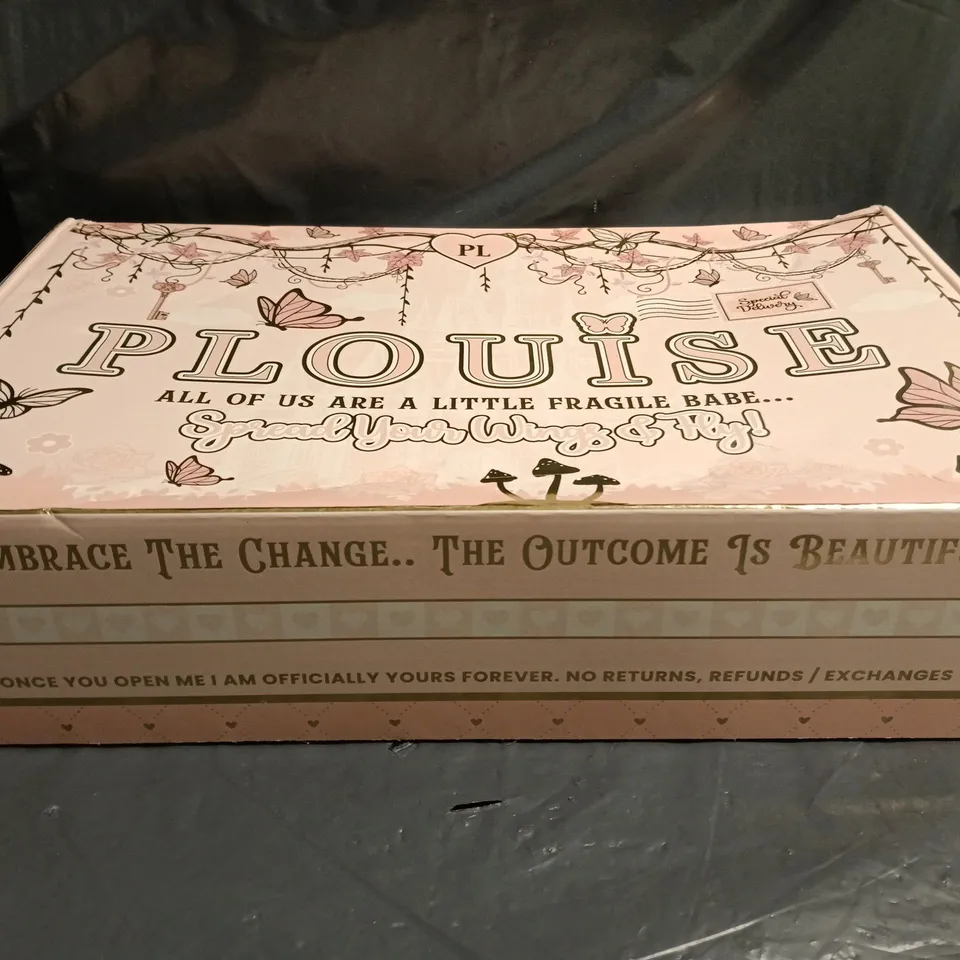 PL
Special
Delivery
PLOUISE
ALL OF US ARE A LITTLE FRAGILE BABE...
Spread Your Wings & Fly!
MBRACE THE CHANGE.. THE OUTCOME IS BEAUTIF
ONCE YOU OPEN ME I AM OFFICIALLY YOURS FOREVER. NO RETURNS, REFUNDS / EXCHANGES